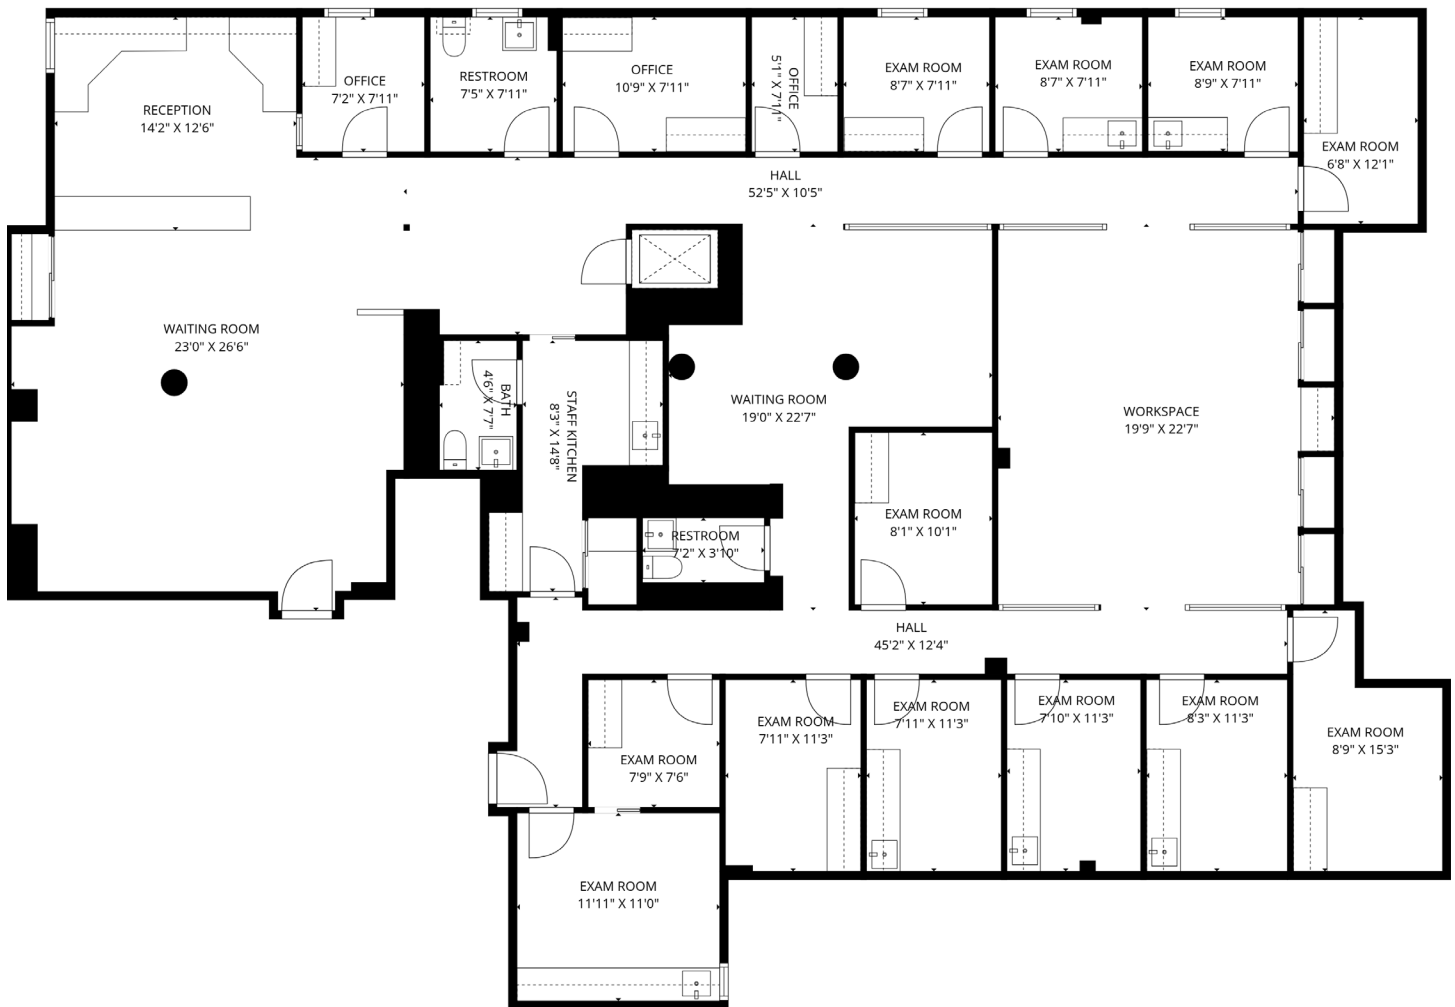 RECEPTION
14'2" X 12'6"
OFFICE
7'2" X 7'11"
RESTROOM
7'5" X 7'11"
OFFICE
10'9" X 7'11"
OFFICE
5'1" X 7'11"
EXAM ROOM
8'7" X 7'11"
EXAM ROOM
8'7" X 7'11"
EXAM ROOM
8'9" X 7'11"
EXAM ROOM
6'8" X 12'1"
HALL
52'5" X 10'5"
WAITING ROOM
23'0" X 26'6"
BATH
4'6" X 7'7"
STAFF KITCHEN
8'3" X 14'8"
WAITING ROOM
19'0" X 22'7"
WORKSPACE
19'9" X 22'7"
EXAM ROOM
8'1" X 10'1"
RESTROOM
7'2" X 3'10"
HALL
45'2" X 12'4"
EXAM ROOM
7'9" X 7'6"
EXAM ROOM
7'11" X 11'3"
EXAM ROOM
7'11" X 11'3"
EXAM ROOM
7'10" X 11'3"
EXAM ROOM
8'3" X 11'3"
EXAM ROOM
8'9" X 15'3"
EXAM ROOM
11'11" X 11'0"